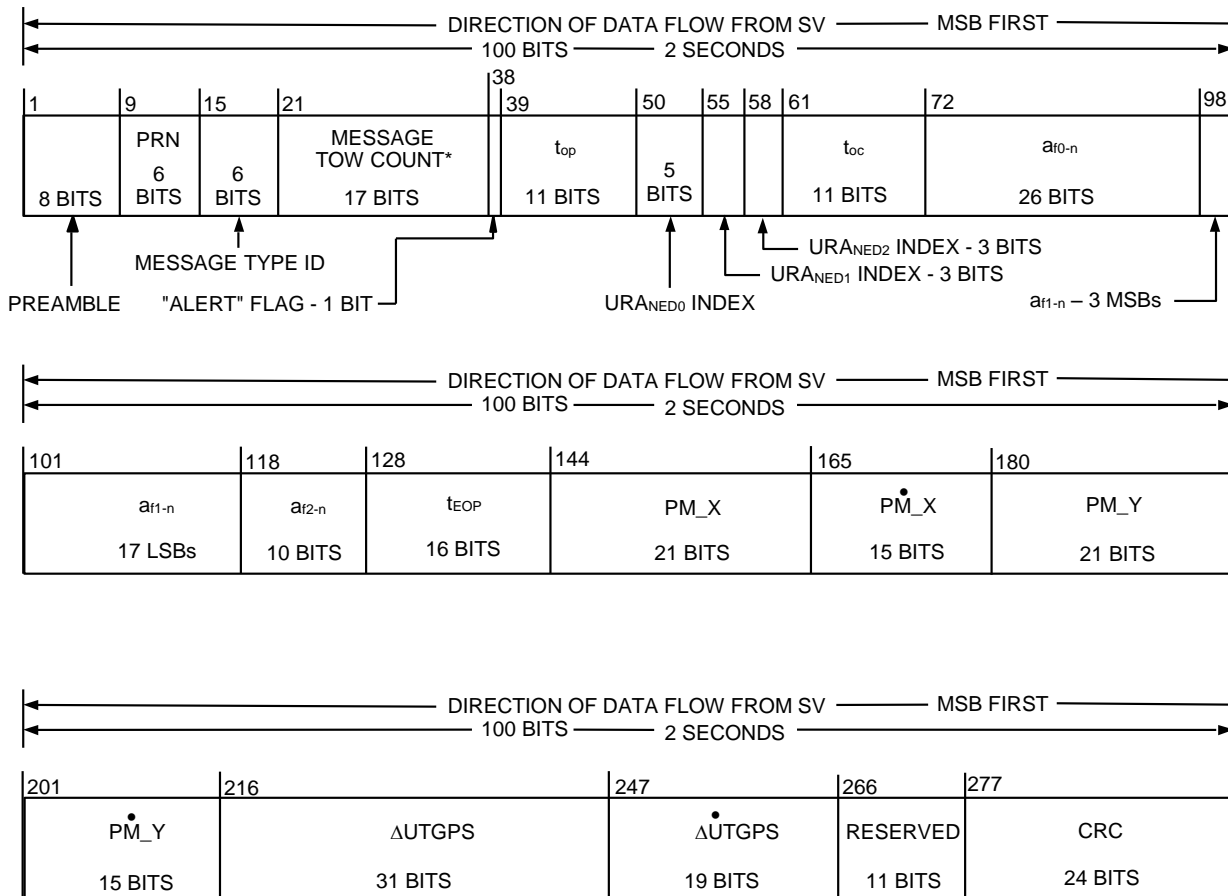 DIRECTION OF DATA FLOW FROM SV MSB FIRST
100 BITS 2 SECONDS
1 9 15 21 38 39 50 55 58 61 72 98
8 BITS
PRN
6
BITS
6
BITS
MESSAGE
TOW COUNT*
17 BITS
top
11 BITS
5
BITS
toc
11 BITS
af0-n
26 BITS
PREAMBLE
MESSAGE TYPE ID
"ALERT" FLAG - 1 BIT
URANED0 INDEX
URANED1 INDEX - 3 BITS
URANED2 INDEX - 3 BITS
af1-n – 3 MSBs
DIRECTION OF DATA FLOW FROM SV MSB FIRST
100 BITS 2 SECONDS
101 118 128 144 165 180
af1-n
17 LSBs
af2-n
10 BITS
tEOP
16 BITS
PM_X
21 BITS
PṀ_X
15 BITS
PM_Y
21 BITS
DIRECTION OF DATA FLOW FROM SV MSB FIRST
100 BITS 2 SECONDS
201 216 247 266 277
PṀ_Y
15 BITS
ΔUTGPS
31 BITS
ΔU̇TGPS
19 BITS
RESERVED
11 BITS
CRC
24 BITS